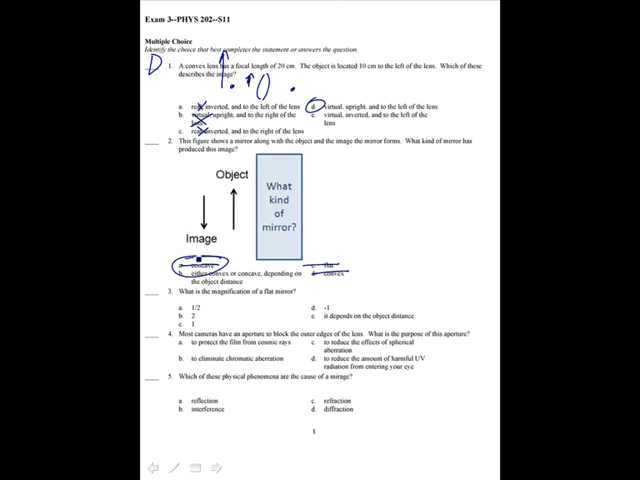 Exam 3--PHYS 202--S11
Multiple Choice
Identify the choice that best completes the statement or answers the question.
D
1. A convex lens has a focal length of 20 cm. The object is located 10 cm to the left of the lens. Which of these
describes the image?
a. real, inverted, and to the left of the lens
b. virtual, upright, and to the right of the
lens
c. real, inverted, and to the right of the lens
d. virtual, upright, and to the left of the lens
e. virtual, inverted, and to the left of the
lens
2. This figure shows a mirror along with the object and the image the mirror forms. What kind of mirror has
produced this image?
Object
What
kind
of
mirror?
Image
a. concave
b. either convex or concave, depending on
the object distance
c. flat
d. convex
3. What is the magnification of a flat mirror?
a. 1/2
b. 2
c. 1
d. -1
e. it depends on the object distance
4. Most cameras have an aperture to block the outer edges of the lens. What is the purpose of this aperture?
a. to protect the film from cosmic rays
b. to eliminate chromatic aberration
c. to reduce the effects of spherical
aberration
d. to reduce the amount of harmful UV
radiation from entering your eye
5. Which of these physical phenomena are the cause of a mirage?
a. reflection
b. interference
c. refraction
d. diffraction
1